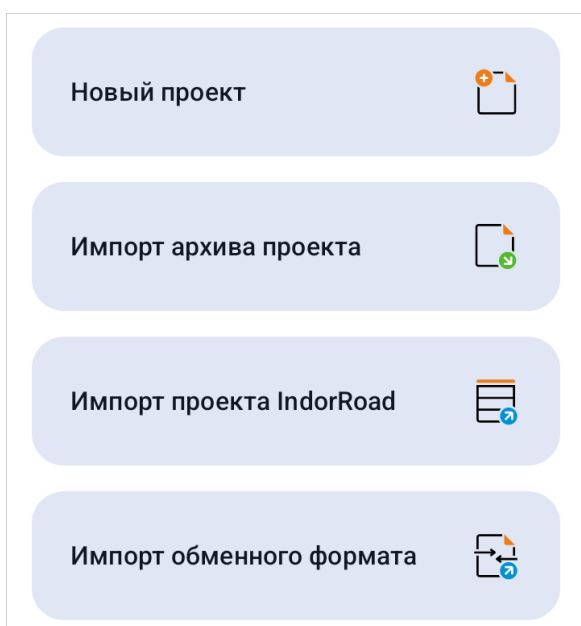 Новый проект
Импорт архива проекта
Импорт проекта IndorRoad
Импорт обменного формата